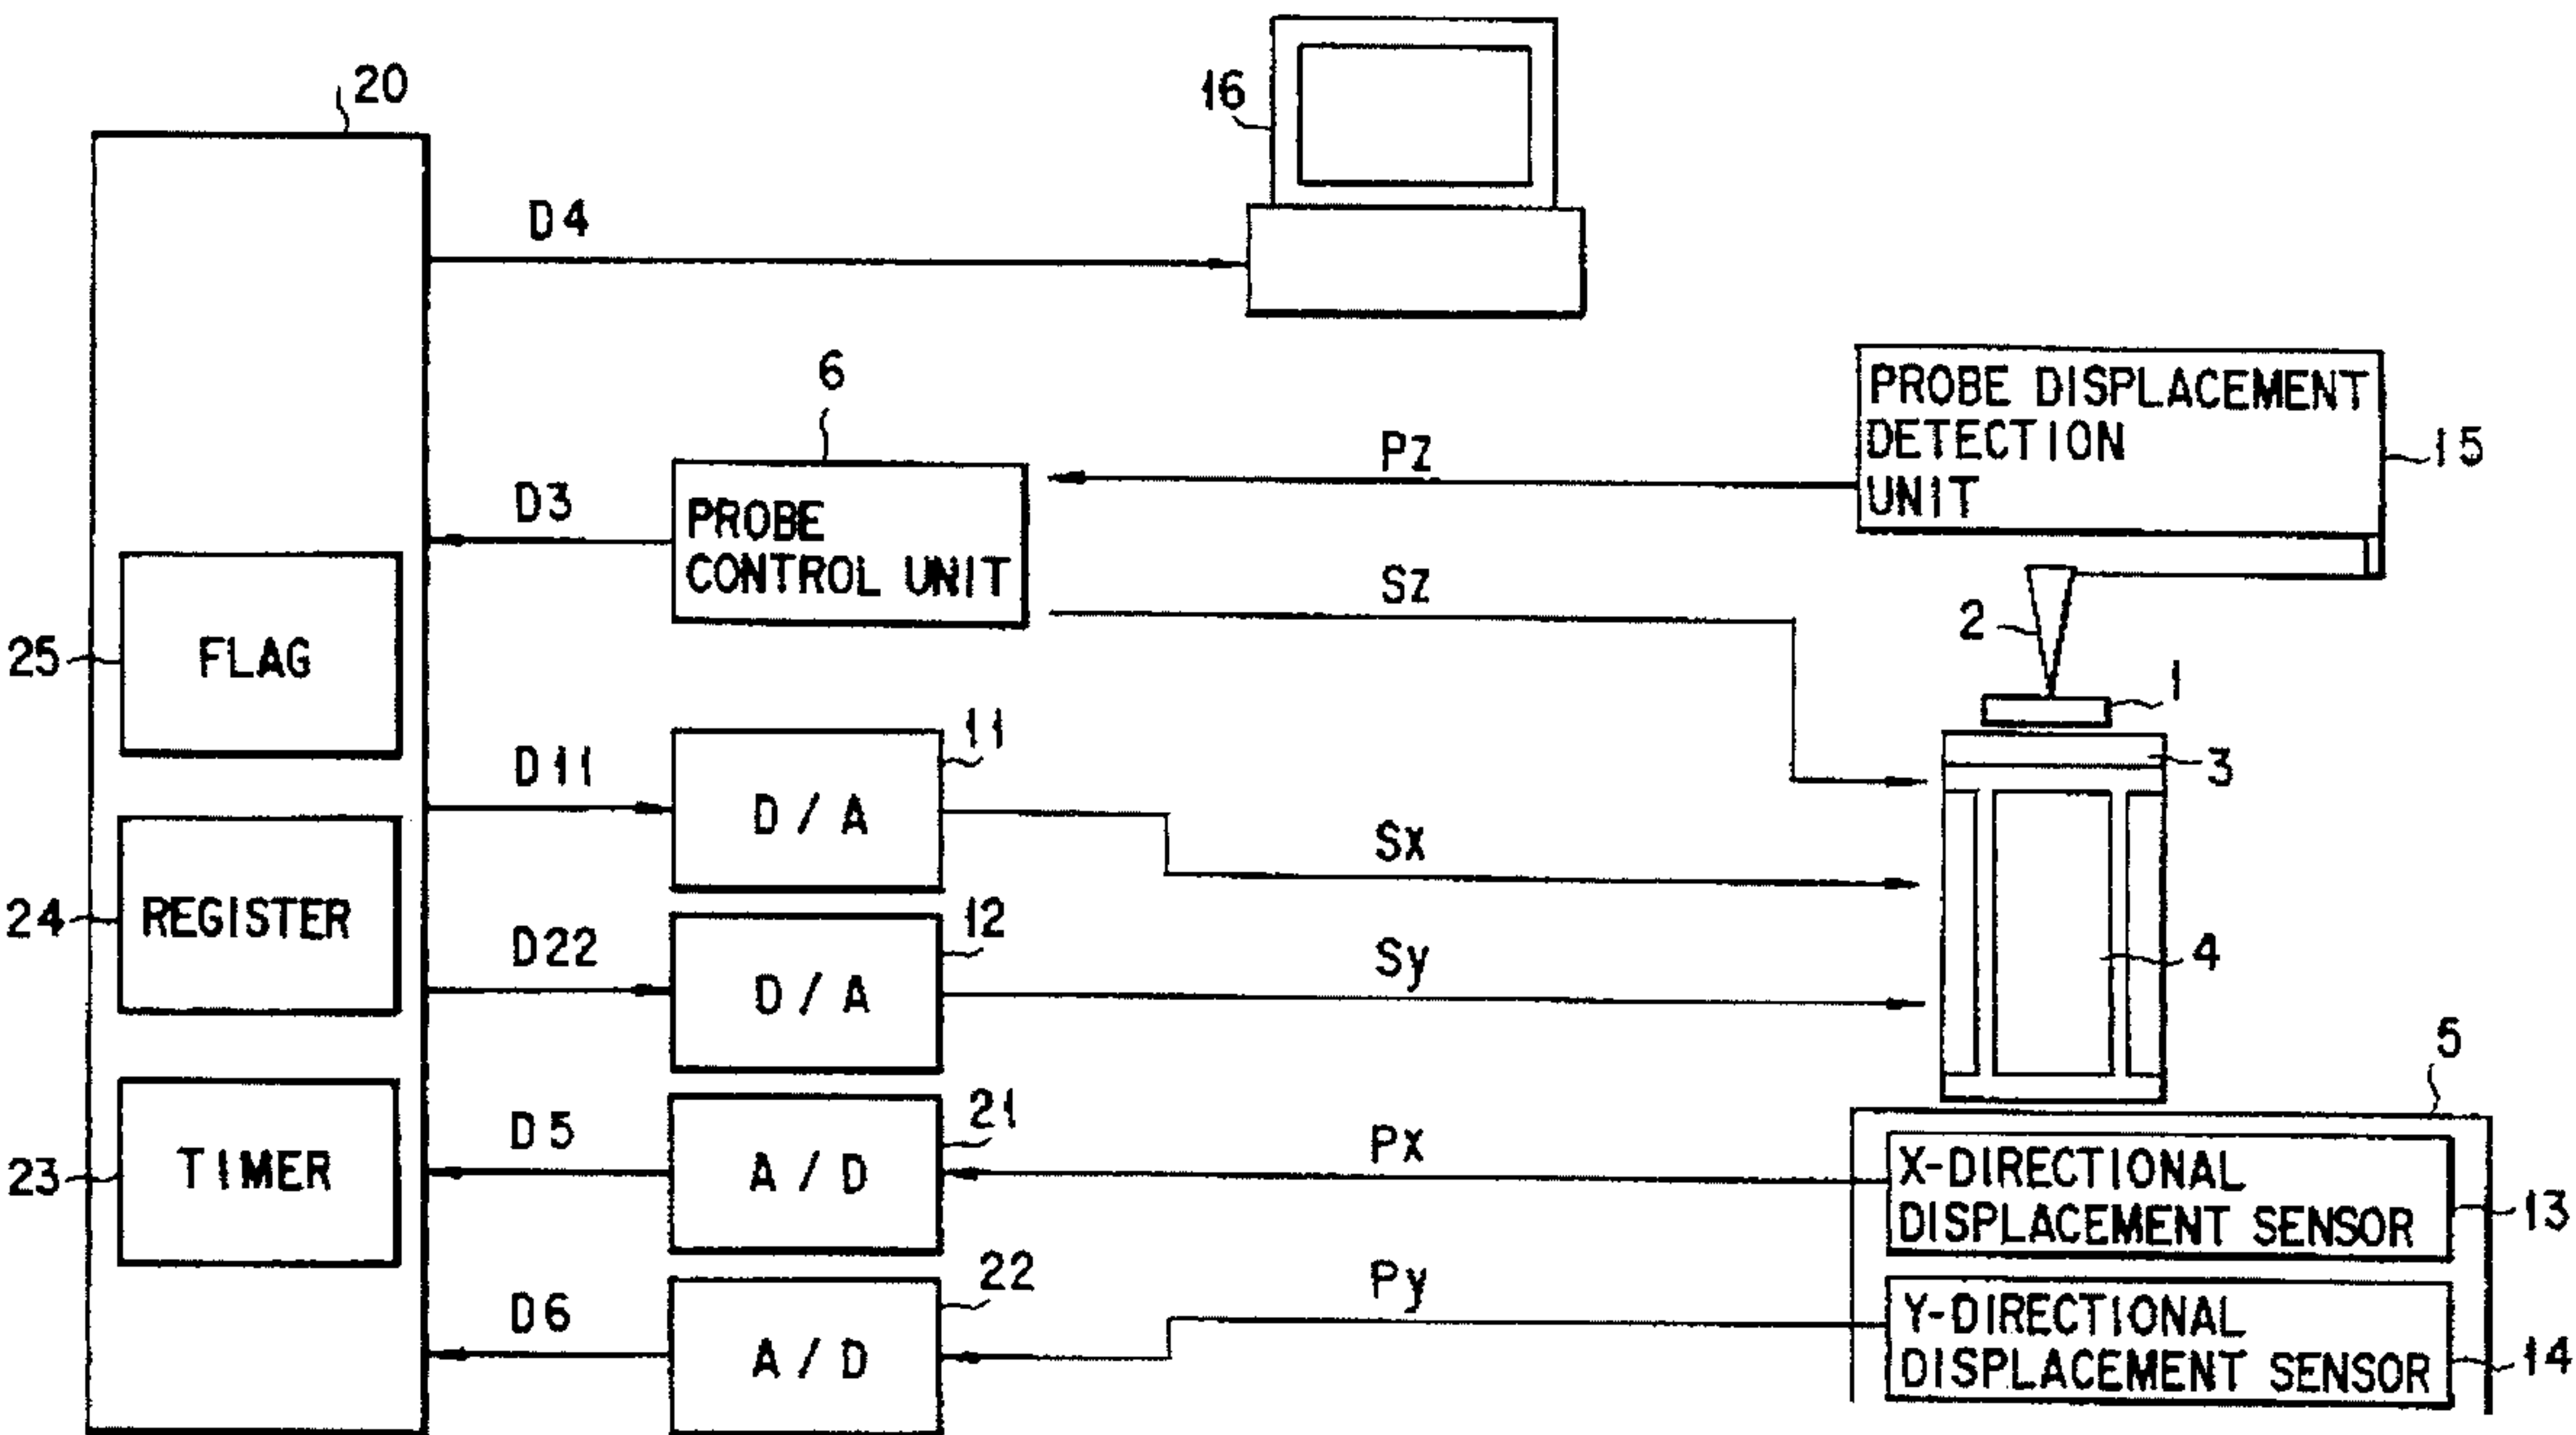 20
16
D4
6
PROBE DISPLACEMENT
DETECTION
UNIT
15
Pz
D3
PROBE
CONTROL UNIT
Sz
2
25
FLAG
1
11
D11
D/A
3
Sx
24
REGISTER
12
D22
D/A
Sy
4
5
21
D5
A/D
Px
X-DIRECTIONAL
DISPLACEMENT SENSOR
13
23
TIMER
22
D6
A/D
Py
Y-DIRECTIONAL
DISPLACEMENT SENSOR
14